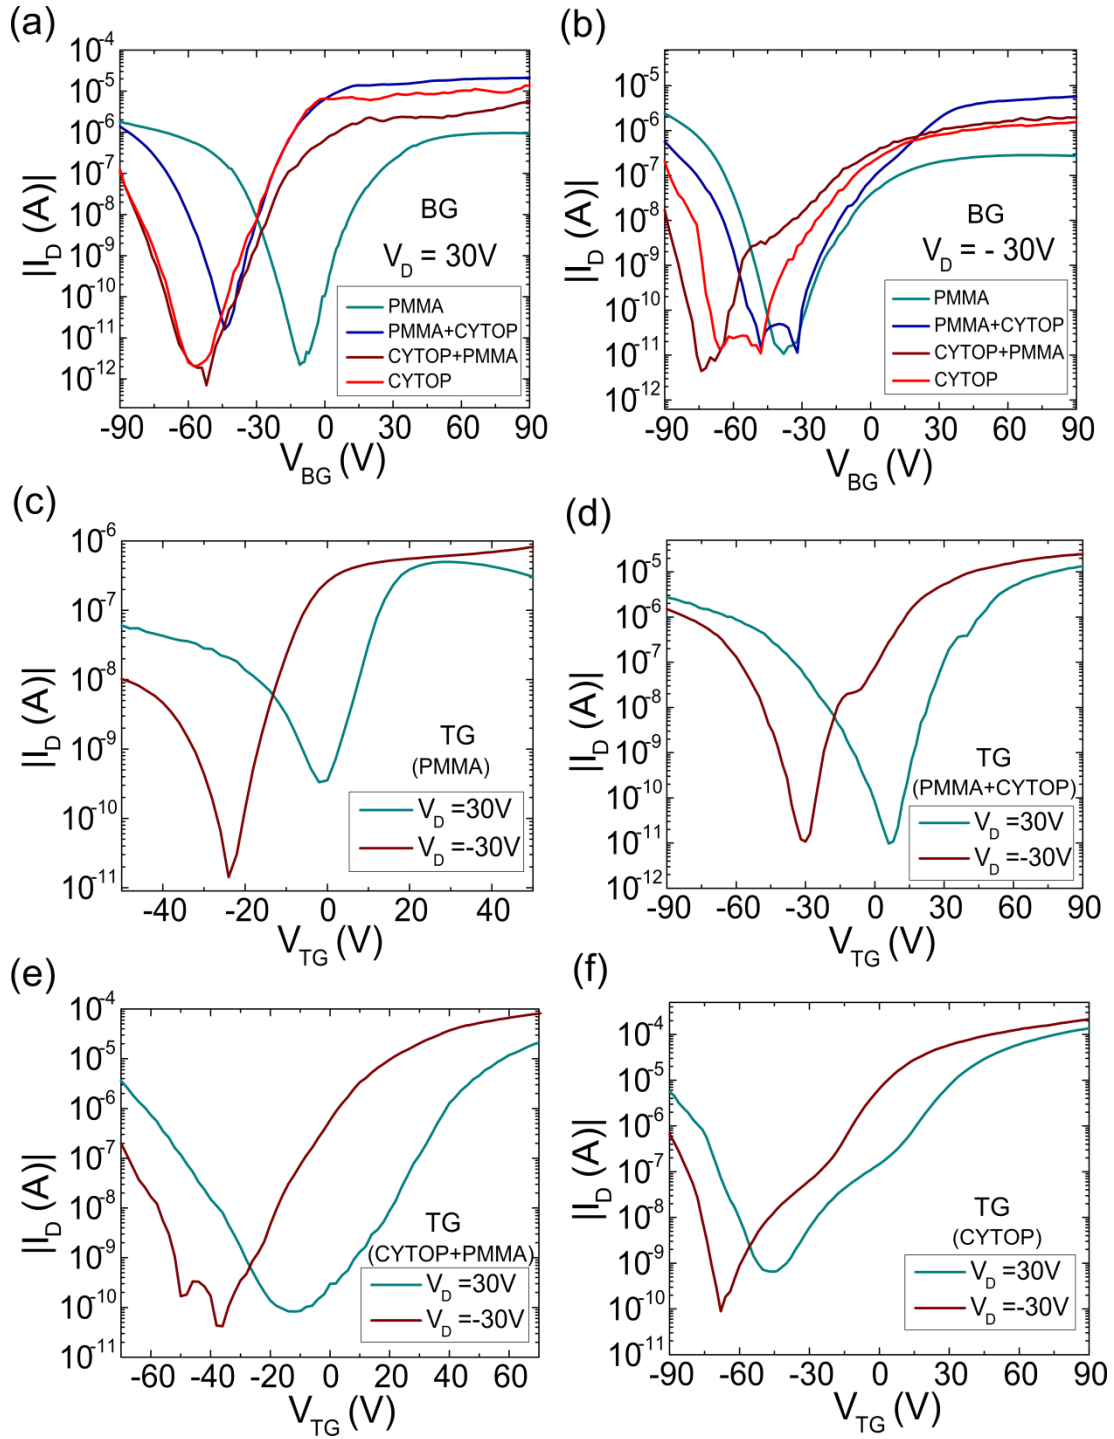 (a)
10⁻⁴
10⁻⁵
10⁻⁶
10⁻⁷
10⁻⁸
10⁻⁹
10⁻¹⁰
10⁻¹¹
10⁻¹²
|I_D (A)|
BG
V_D = 30V
PMMA
PMMA+CYTOP
CYTOP+PMMA
CYTOP
-90 -60 -30 0 30 60 90
V_BG (V)
(b)
10⁻⁵
10⁻⁶
10⁻⁷
10⁻⁸
10⁻⁹
10⁻¹⁰
10⁻¹¹
10⁻¹²
|I_D (A)|
BG
V_D = - 30V
PMMA
PMMA+CYTOP
CYTOP+PMMA
CYTOP
-90 -60 -30 0 30 60 90
V_BG (V)
(c)
10⁻⁶
10⁻⁷
10⁻⁸
10⁻⁹
10⁻¹⁰
10⁻¹¹
|I_D (A)|
TG
(PMMA)
V_D =30V
V_D =-30V
-40 -20 0 20 40
V_TG (V)
(d)
10⁻⁵
10⁻⁶
10⁻⁷
10⁻⁸
10⁻⁹
10⁻¹⁰
10⁻¹¹
10⁻¹²
|I_D (A)|
TG
(PMMA+CYTOP)
V_D =30V
V_D =-30V
-90 -60 -30 0 30 60 90
V_TG (V)
(e)
10⁻⁴
10⁻⁵
10⁻⁶
10⁻⁷
10⁻⁸
10⁻⁹
10⁻¹⁰
10⁻¹¹
|I_D (A)|
TG
(CYTOP+PMMA)
V_D =30V
V_D =-30V
-60 -40 -20 0 20 40 60
V_TG (V)
(f)
10⁻⁴
10⁻⁵
10⁻⁶
10⁻⁷
10⁻⁸
10⁻⁹
10⁻¹⁰
10⁻¹¹
|I_D (A)|
TG
(CYTOP)
V_D =30V
V_D =-30V
-90 -60 -30 0 30 60 90
V_TG (V)